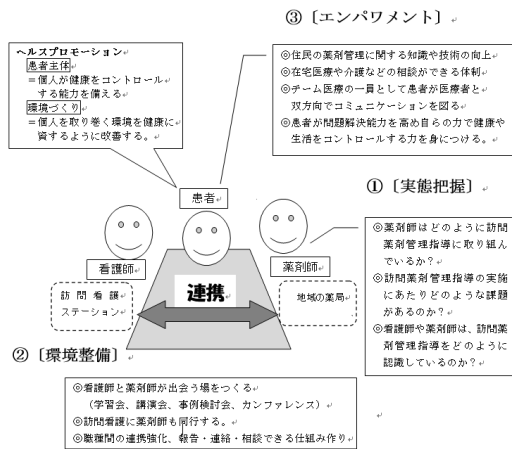 ③〔エンパワメント〕
ヘルスプロモーション
患者主体
=個人が健康をコントロール
する能力を備える
環境づくり
=個人を取り巻く環境を健康に
資するように改善する。
◎住民の薬剤管理に関する知識や技術の向上
◎在宅医療や介護などの相談ができる体制
◎チーム医療の一員として患者が医療者と
双方向でコミュニケーションを図る
◎患者が問題解決能力を高め自らの力で健康や
生活をコントロールする力を身につける。
①〔実態把握〕
患者
看護師
薬剤師
連携
訪問看護
ステーション
地域の薬局
◎薬剤師はどのように訪問
薬剤管理指導に取り組ん
でいるか?
◎訪問薬剤管理指導の実施
にあたりどのような課題
があるのか?
◎看護師や薬剤師は、訪問薬
剤管理指導をどのように
認識しているのか?
②〔環境整備〕
◎看護師と薬剤師が出会う場をつくる
(学習会、講演会、事例検討会、カンファレンス)
◎訪問看護に薬剤師も同行する。
◎職種間の連携強化、報告・連絡・相談できる仕組み作り